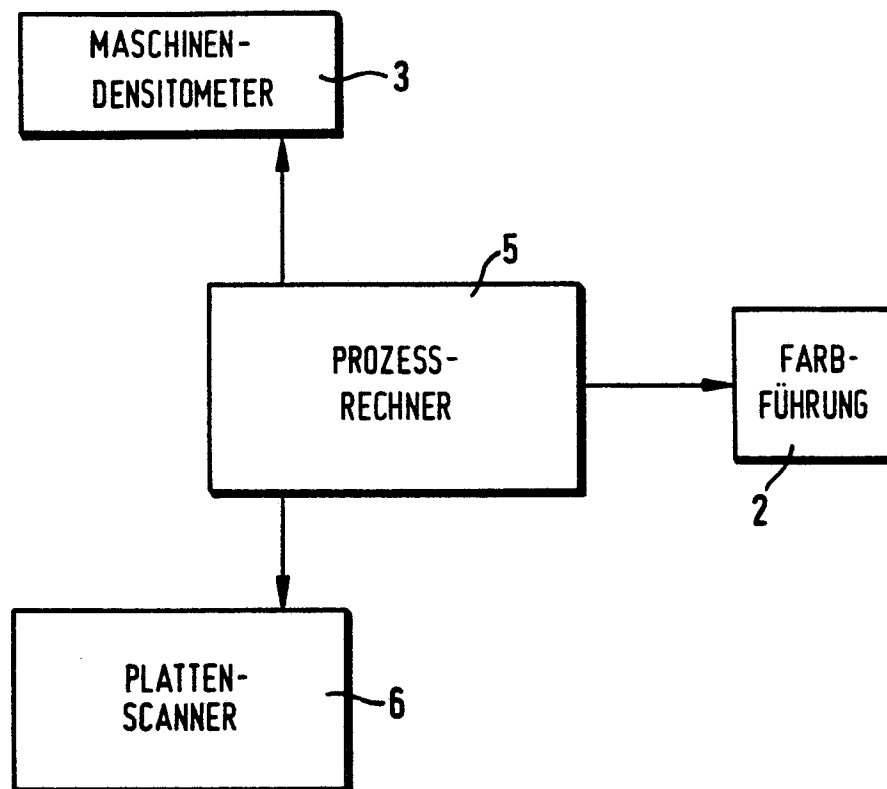 MASCHINEN-
DENSITOMETER
3
5
PROZESS-
RECHNER
FARB-
FÜHRUNG
2
PLATTEN-
SCANNER
6